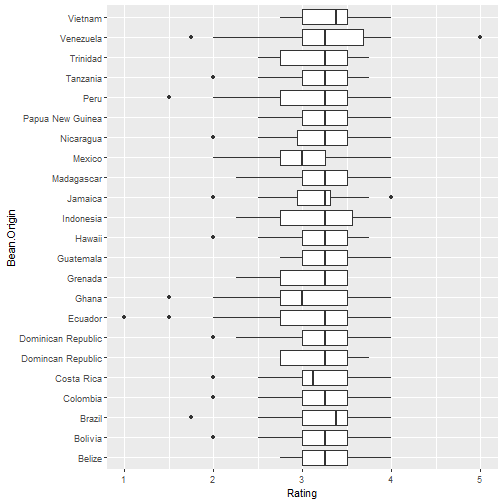 Vietnam
Venezuela
Trinidad
Tanzania
Peru
Papua New Guinea
Nicaragua
Mexico
Madagascar
Jamaica
Indonesia
Hawaii
Guatemala
Grenada
Ghana
Ecuador
Dominican Republic
Domincan Republic
Costa Rica
Colombia
Brazil
Bolivia
Belize
Bean.Origin
1 2 3 4 5
Rating